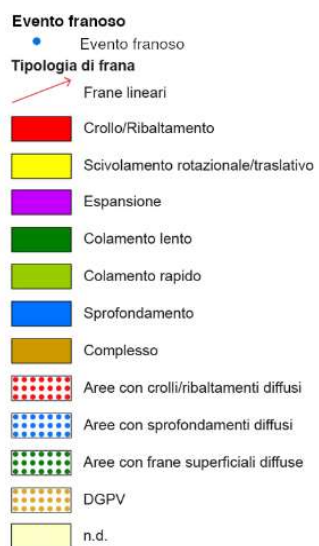 Evento franoso
Evento franoso
Tipologia di frana
Frane lineari
Crollo/Ribaltamento
Scivolamento rotazionale/traslativo
Espansione
Colamento lento
Colamento rapido
Sprofondamento
Complesso
Aree con crolli/ribaltamenti diffusi
Aree con sprofondamenti diffusi
Aree con frane superficiali diffuse
DGPV
n.d.